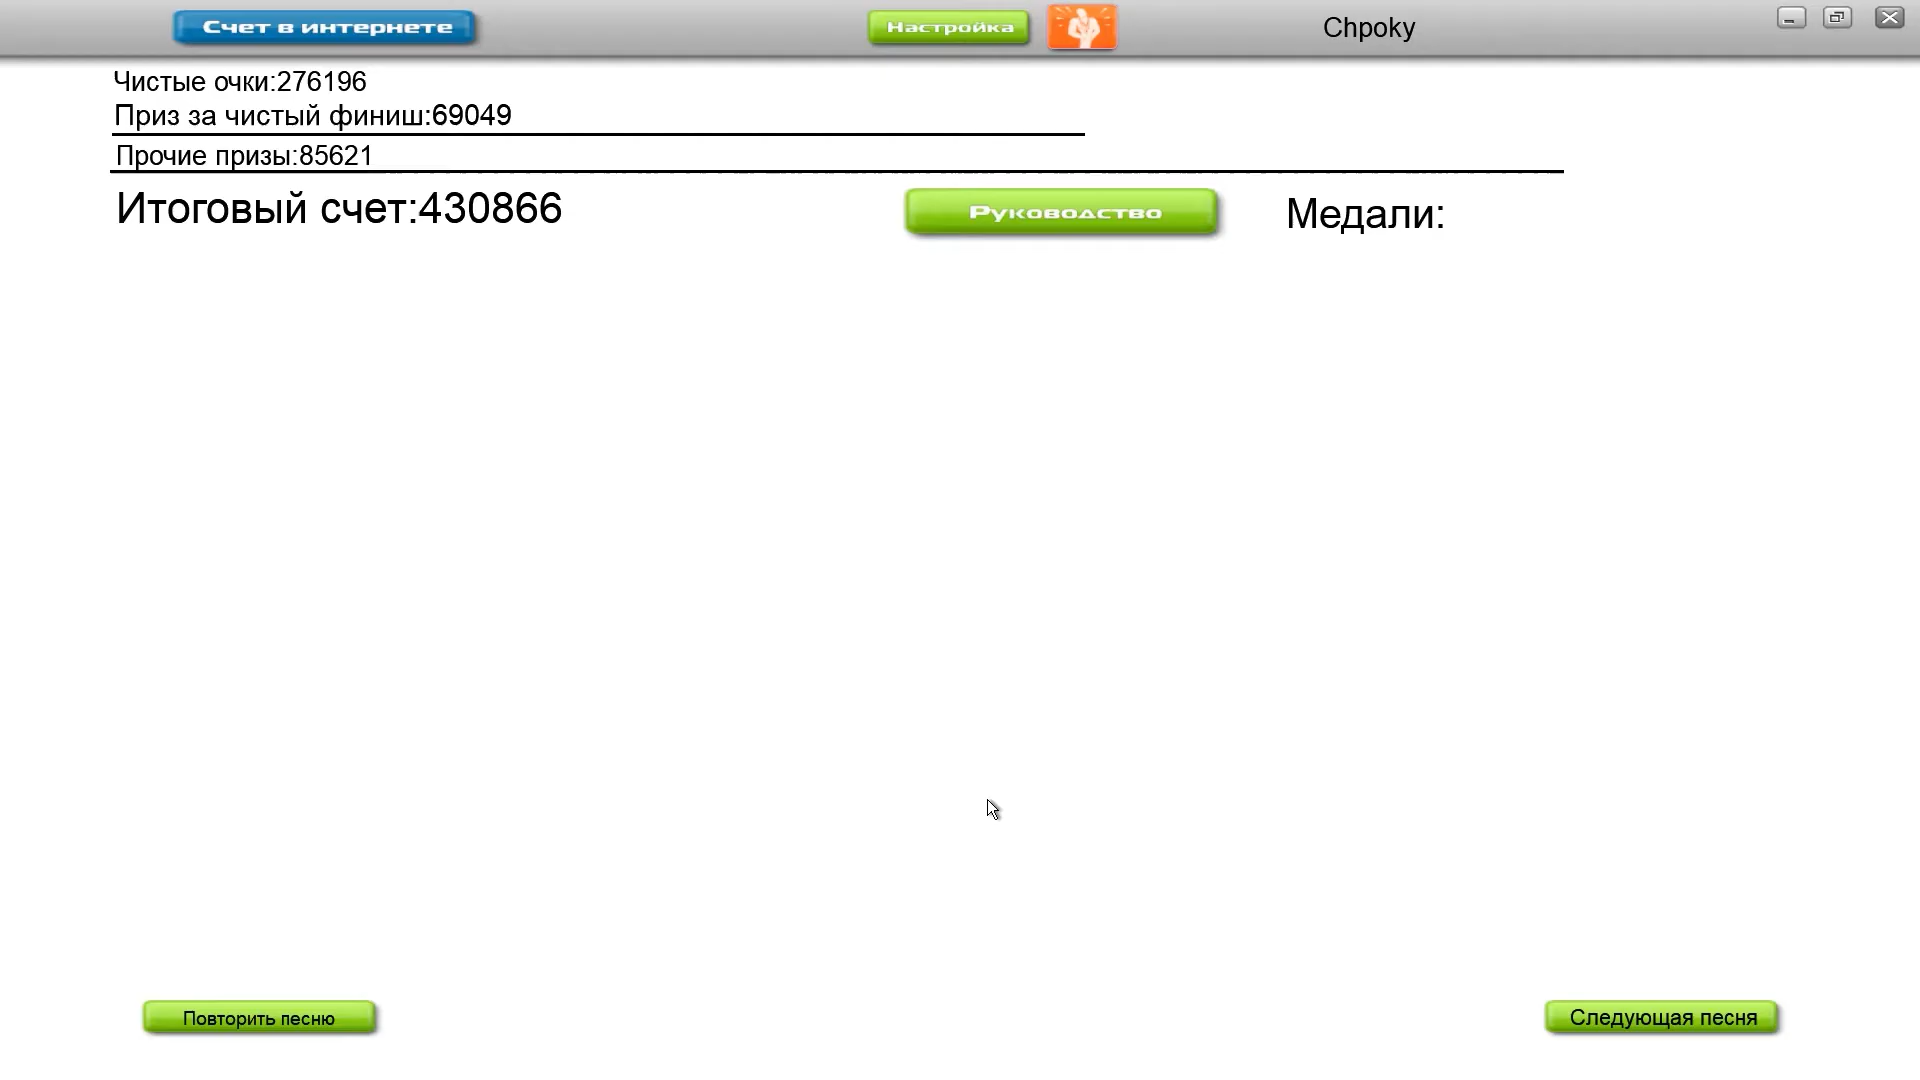 Счет в интернете
Настройка
Chpoky
Чистые очки:276196
Приз за чистый финиш:69049
Прочие призы:85621
Итоговый счет:430866
Руководство
Медали:
Повторить песню
Следующая песня